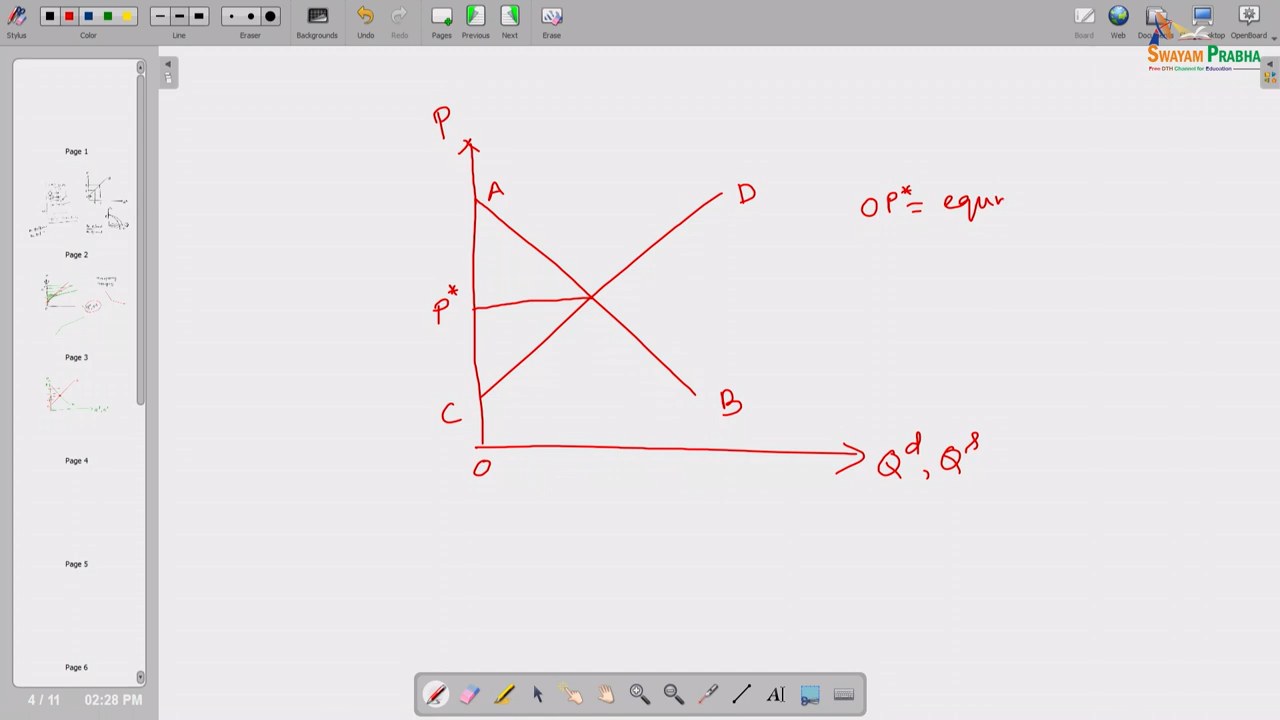 Stylus
Color
Line
Eraser
Backgrounds
Undo
Redo
Pages
Previous
Next
Erase
Board
Web
Desktop
OpenBoard
SWAYAM PRABHA
Free DTH Channel for Education
Page 1
Page 2
Page 3
Page 4
Page 5
Page 6
4 / 11 02:28 PM
P
A
D
OP* = equi
P*
C
B
O
Q^d, Q^s
AI